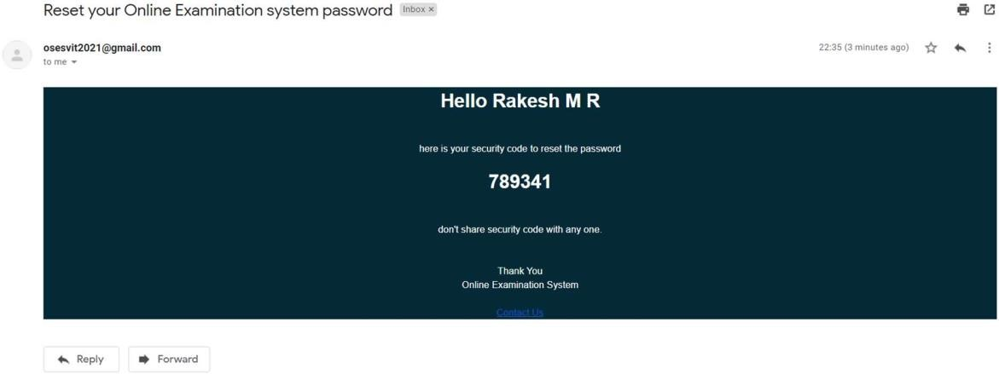 Reset your Online Examination system password Inbox ×
osesvit2021@gmail.com
22:35 (3 minutes ago)
to me
Hello Rakesh M R
here is your security code to reset the password
789341
don't share security code with any one.
Thank You
Online Examination System
Contact Us
Reply
Forward